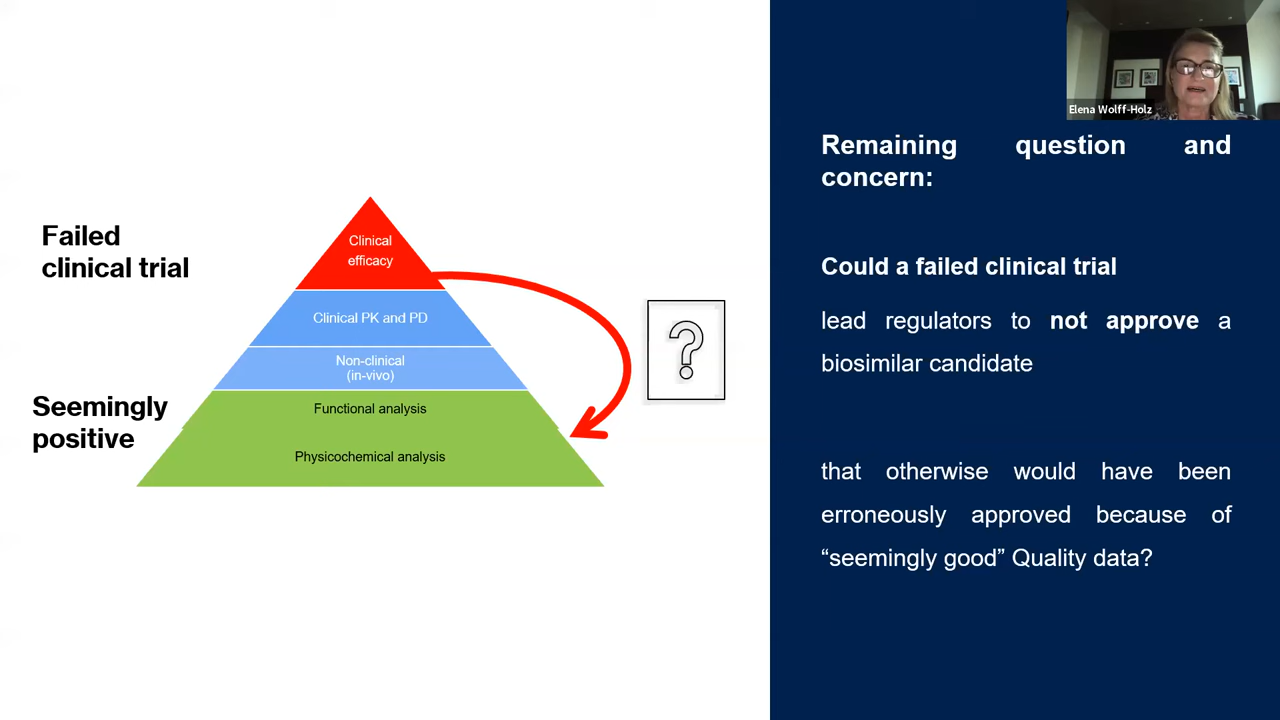 Failed
clinical trial
Seemingly
positive
Clinical
efficacy
Clinical PK and PD
Non-clinical
(in-vivo)
Functional analysis
Physicochemical analysis
?
Elena Wolff-Holz
Remaining question and
concern:
Could a failed clinical trial
lead regulators to not approve a
biosimilar candidate
that otherwise would have been
erroneously approved because of
“seemingly good” Quality data?